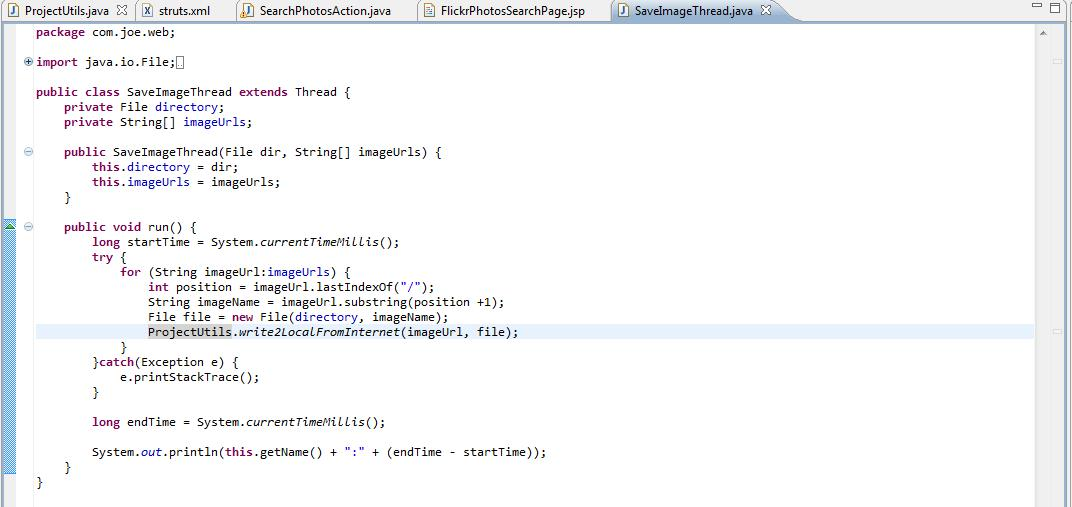 ProjectUtils.java struts.xml SearchPhotosAction.java FlickrPhotosSearchPage.jsp SaveImageThread.java
package com.joe.web;
import java.io.File;
public class SaveImageThread extends Thread {
private File directory;
private String[] imageUrls;
public SaveImageThread(File dir, String[] imageUrls) {
this.directory = dir;
this.imageUrls = imageUrls;
}
public void run() {
long startTime = System.currentTimeMillis();
try {
for (String imageUrl:imageUrls) {
int position = imageUrl.lastIndexOf("/");
String imageName = imageUrl.substring(position +1);
File file = new File(directory, imageName);
ProjectUtils.write2LocalFromInternet(imageUrl, file);
}
}catch(Exception e) {
e.printStackTrace();
}
long endTime = System.currentTimeMillis();
System.out.println(this.getName() + ":" + (endTime - startTime));
}
}